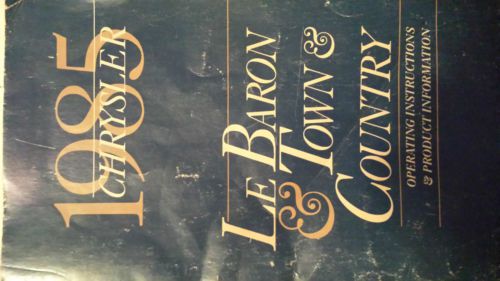 1985
CHRYSLER
LE BARON
& TOWN &
COUNTRY
OPERATING INSTRUCTIONS
& PRODUCT INFORMATION